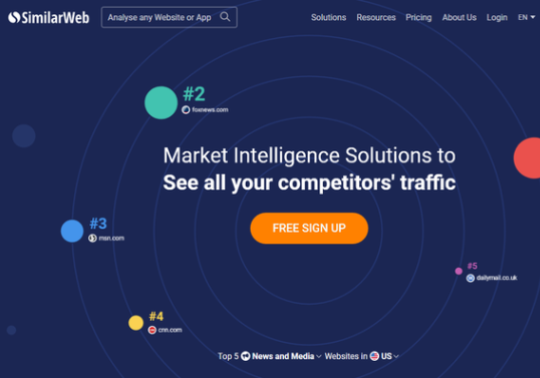 SimilarWeb
Analyse any Website or App
Solutions Resources Pricing About Us Login EN
#2
foxnews.com
Market Intelligence Solutions to
See all your competitors' traffic
#3
msn.com
FREE SIGN UP
#5
dailymail.co.uk
#4
cnn.com
Top 5 News and Media Websites in US